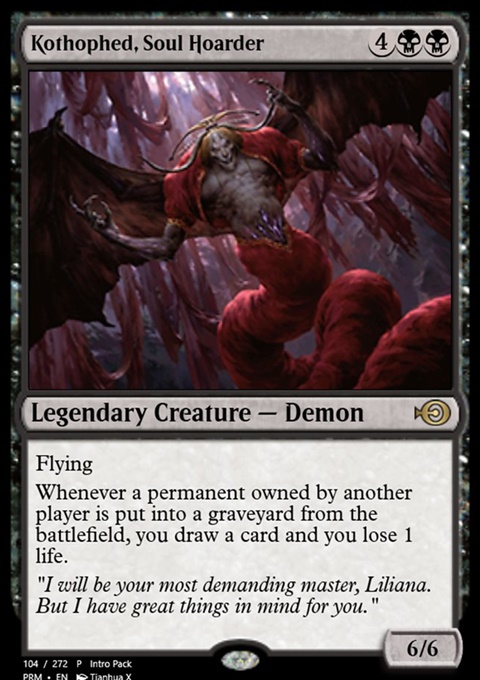 Kothophed, Soul Hoarder 4
Legendary Creature — Demon
Flying
Whenever a permanent owned by another
player is put into a graveyard from the
battlefield, you draw a card and you lose 1
life.
"I will be your most demanding master, Liliana.
But I have great things in mind for you."
6/6
104 / 272 P Intro Pack
PRM • EN Tianhua X